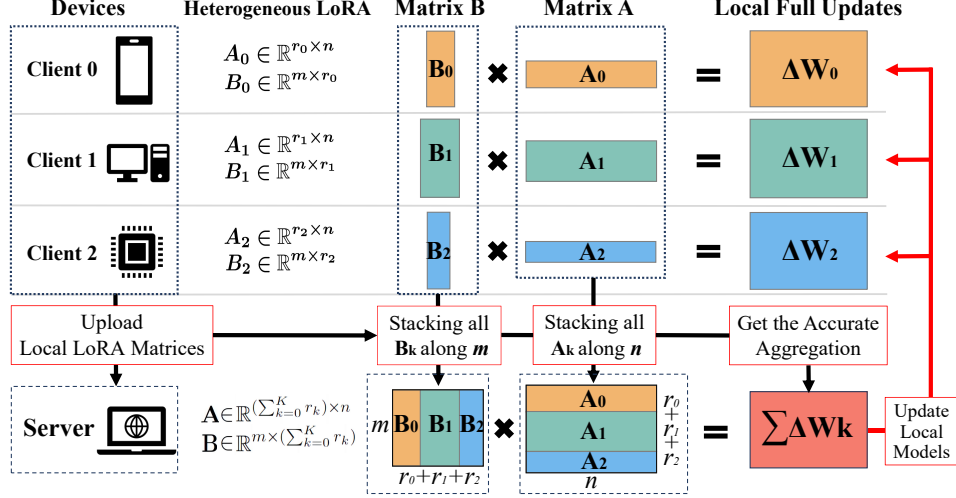 Devices
Heterogeneous LoRA
Matrix B
Matrix A
Local Full Updates
Client 0
A₀ ∈ ℝ^{r₀×n}
B₀ ∈ ℝ^{m×r₀}
B₀
×
A₀
=
ΔW₀
Client 1
A₁ ∈ ℝ^{r₁×n}
B₁ ∈ ℝ^{m×r₁}
B₁
×
A₁
=
ΔW₁
Client 2
A₂ ∈ ℝ^{r₂×n}
B₂ ∈ ℝ^{m×r₂}
B₂
×
A₂
=
ΔW₂
Upload
Local LoRA Matrices
Stacking all
Bk along m
Stacking all
Ak along n
Get the Accurate
Aggregation
Server
A∈ℝ^{(∑_{k=0}^{K} r_k)×n}
B∈ℝ^{m×(∑_{k=0}^{K} r_k)}
m
B₀ B₁ B₂
r₀+r₁+r₂
×
A₀
A₁
A₂
n
r₀
+
r₁
+
r₂
=
∑ΔWk
Update
Local
Models